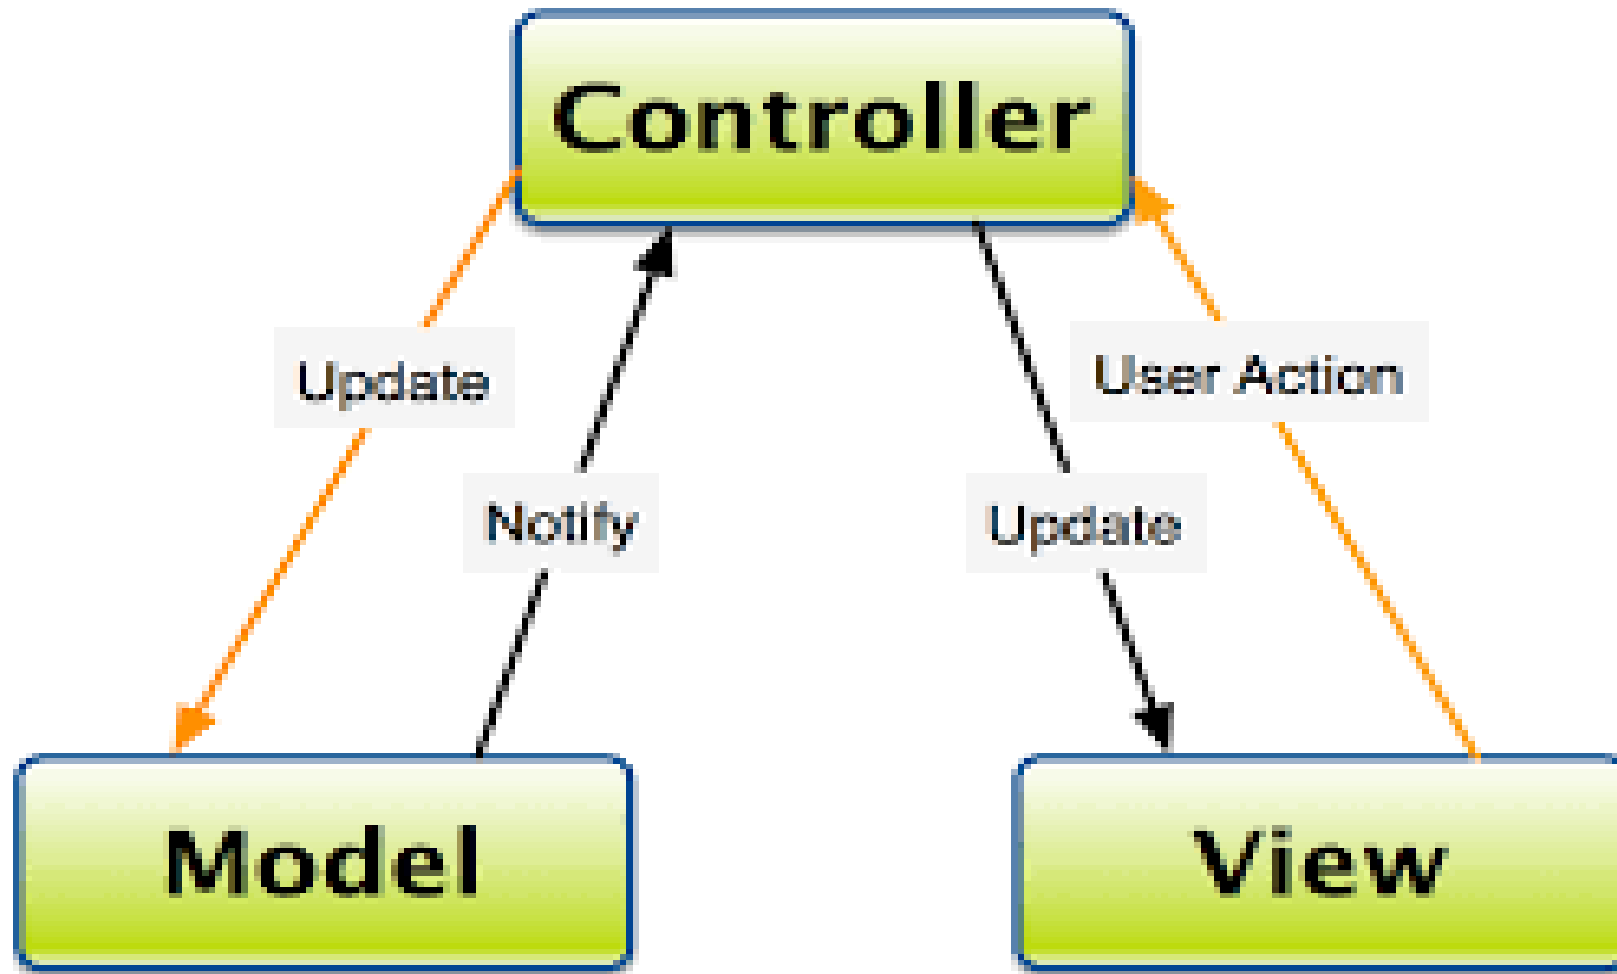 Controller
Update
User Action
Notify
Update
Model
View